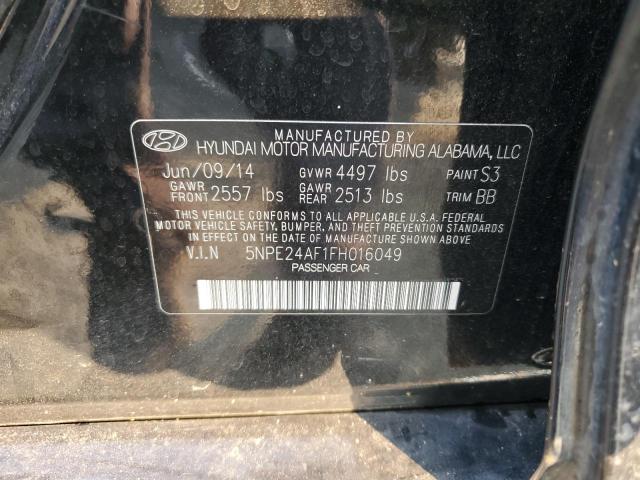 MANUFACTURED BY
HYUNDAI MOTOR MANUFACTURING ALABAMA, LLC
Jun/09/14 GVWR 4497 lbs PAINT S3
GAWR FRONT 2557 lbs GAWR REAR 2513 lbs TRIM BB
THIS VEHICLE CONFORMS TO ALL APPLICABLE U.S.A. FEDERAL
MOTOR VEHICLE SAFETY, BUMPER, AND THEFT PREVENTION STANDARDS
IN EFFECT ON THE DATE OF MANUFACTURE SHOWN ABOVE
V.I.N 5NPE24AF1FH016049
PASSENGER CAR